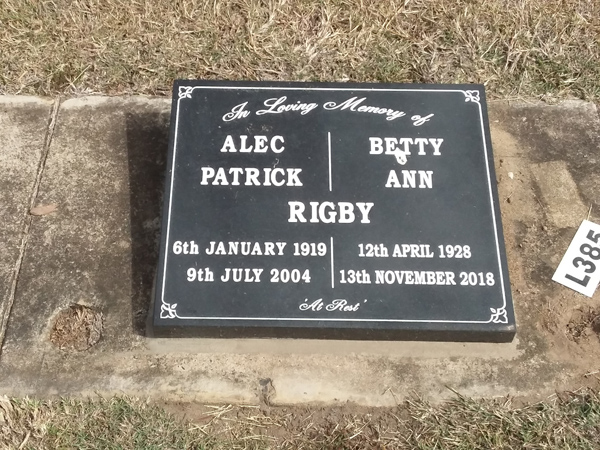 In Loving Memory of
ALEC
PATRICK
BETTY
ANN
RIGBY
6th JANUARY 1919
9th JULY 2004
12th APRIL 1928
13th NOVEMBER 2018
'At Rest'
L385